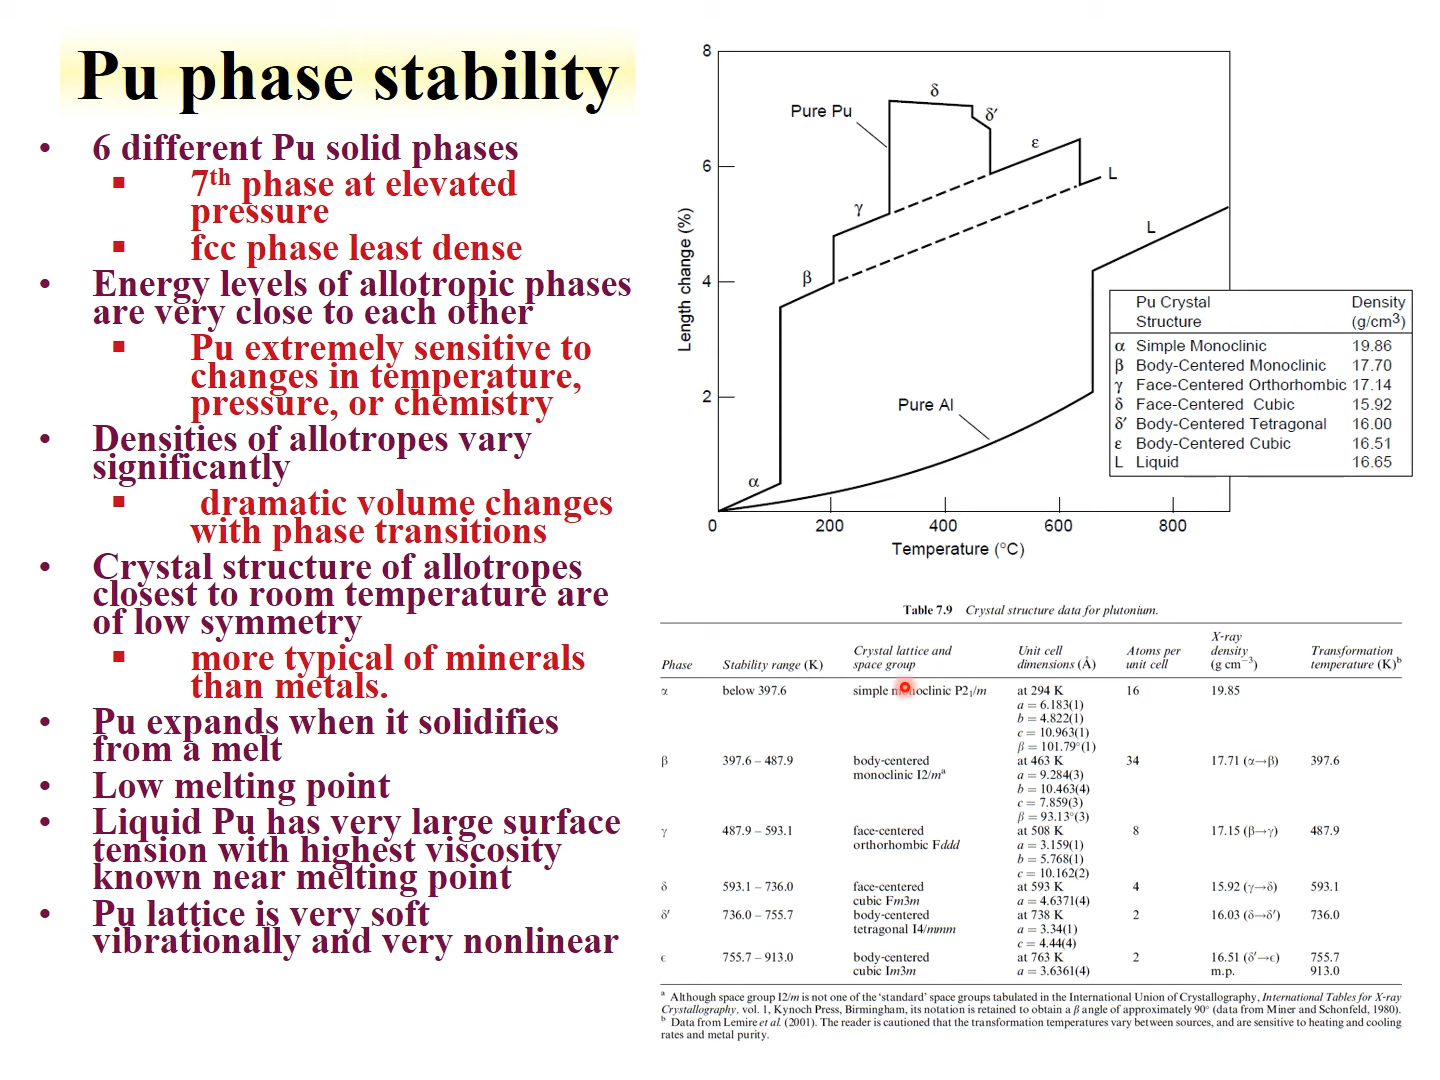 Pu phase stability
• 6 different Pu solid phases
▪ 7th phase at elevated
pressure
▪ fcc phase least dense
• Energy levels of allotropic phases
are very close to each other
▪ Pu extremely sensitive to
changes in temperature,
pressure, or chemistry
• Densities of allotropes vary
significantly
▪ dramatic volume changes
with phase transitions
• Crystal structure of allotropes
closest to room temperature are
of low symmetry
▪ more typical of minerals
than metals.
• Pu expands when it solidifies
from a melt
• Low melting point
• Liquid Pu has very large surface
tension with highest viscosity
known near melting point
• Pu lattice is very soft
vibrationally and very nonlinear
8
6
4
2
Length change (%)
Pure Pu
δ
δ′
ε
L
γ
β
L
Pure Al
α
0 200 400 600 800
Temperature (°C)
Pu Crystal Density
Structure (g/cm3)
α Simple Monoclinic 19.86
β Body-Centered Monoclinic 17.70
γ Face-Centered Orthorhombic 17.14
δ Face-Centered Cubic 15.92
δ′ Body-Centered Tetragonal 16.00
ε Body-Centered Cubic 16.51
L Liquid 16.65
Table 7.9 Crystal structure data for plutonium.
X-ray
Crystal lattice and Unit cell Atoms per density Transformation
Phase Stability range (K) space group dimensions (Å) unit cell (g cm−3) temperature (K)b
α below 397.6 simple monoclinic P21/m at 294 K 16 19.85
a = 6.183(1)
b = 4.822(1)
c = 10.963(1)
β = 101.79°(1)
β 397.6 – 487.9 body-centered at 463 K 34 17.71 (α→β) 397.6
monoclinic I2/ma a = 9.284(3)
b = 10.463(4)
c = 7.859(3)
β = 93.13°(3)
γ 487.9 – 593.1 face-centered at 508 K 8 17.15 (β→γ) 487.9
orthorhombic Fddd a = 3.159(1)
b = 5.768(1)
c = 10.162(2)
δ 593.1 – 736.0 face-centered at 593 K 4 15.92 (γ→δ) 593.1
cubic Fm3m a = 4.6371(4)
δ′ 736.0 – 755.7 body-centered at 738 K 2 16.03 (δ→δ′) 736.0
tetragonal I4/mmm a = 3.34(1)
c = 4.44(4)
ϵ 755.7 – 913.0 body-centered at 763 K 2 16.51 (δ′→ϵ) 755.7
cubic Im3m a = 3.6361(4) m.p. 913.0
a Although space group I2/m is not one of the ‘standard’ space groups tabulated in the International Union of Crystallography, International Tables for X-ray
Crystallography, vol. 1, Kynoch Press, Birmingham, its notation is retained to obtain a β angle of approximately 90° (data from Miner and Schonfeld, 1980).
b Data from Lemire et al. (2001). The reader is cautioned that the transformation temperatures vary between sources, and are sensitive to heating and cooling
rates and metal purity.